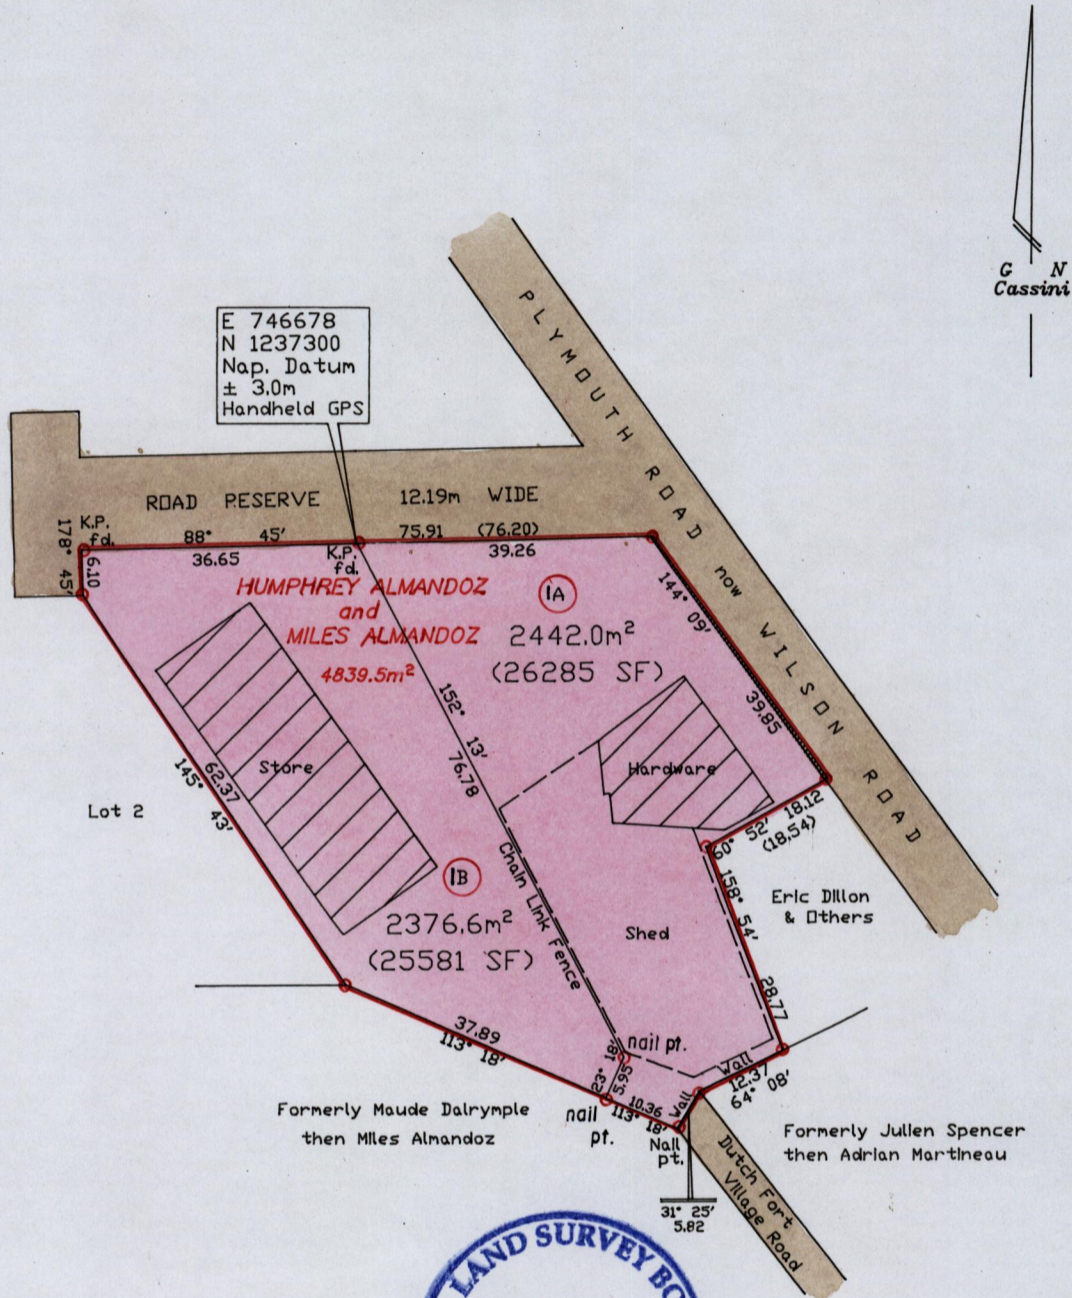 G N
Cassini
PLYMOUTH ROAD now WILSON ROAD
E 746678
N 1237300
Nap. Datum
± 3.0m
Handheld GPS
ROAD RESERVE 12.19m WIDE
K.P.
fd.
88° 45'
36.65
75.91 (76.20)
39.26
K.P.
fd.
178° 45'
6.10
HUMPHREY ALMANDOZ
and
MILES ALMANDOZ
4839.5m²
1A
2442.0m²
(26285 SF)
144° 09'
39.85
152° 13'
76.78
Store
Hardware
62.37
145° 43'
Lot 2
60° 52' 18.12
(18.54)
1B
2376.6m²
(25581 SF)
Chain Link Fence
Shed
158° 54'
28.77
Eric Dillon
& Others
37.89
113° 18'
nail pt.
23° 18'
5.95
Wall
12.37
64° 08'
Wall
10.36
113° 18'
nail
pt.
Nail
pt.
31° 25'
5.82
Formerly Maude Dalrymple
then Miles Almandoz
Formerly Julien Spencer
then Adrian Martineau
Dutch Fort
Village Road
LAND SURVEY BO